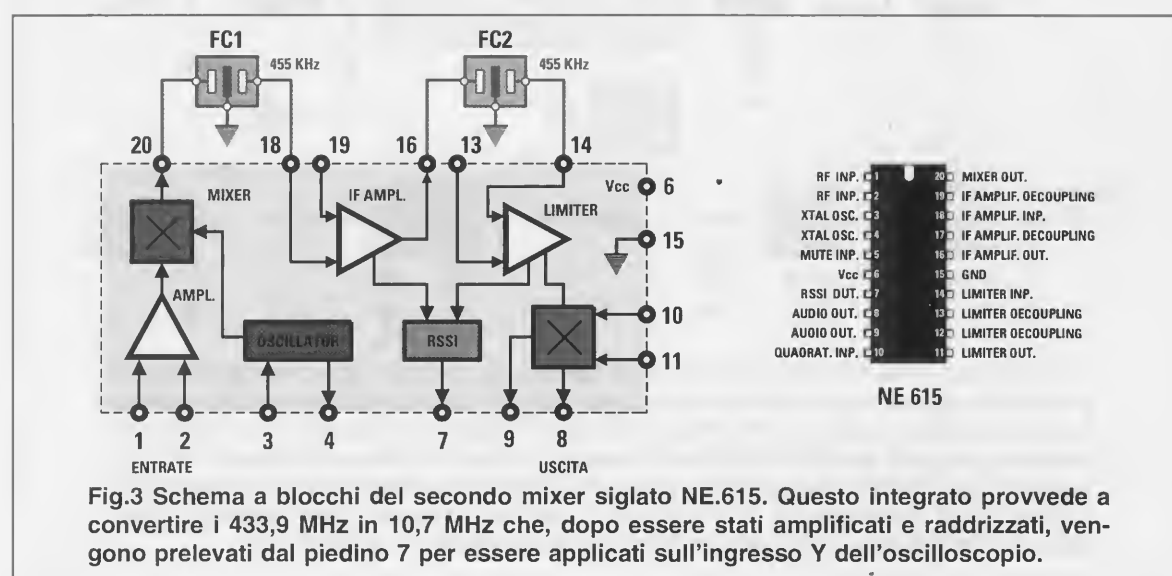 FC1
FC2
455 KHz
455 KHz
20
18
19
16
13
14
MIXER
IF AMPL.
LIMITER
Vcc
6
15
AMPL.
OSCILLATOR
RSSI
10
11
1
2
3
4
7
9
8
ENTRATE
USCITA
RF INP. 1
RF INP. 2
XTAL OSC. 3
XTAL OSC. 4
MUTE INP. 5
Vcc 6
RSSI OUT. 7
AUDIO OUT. 8
AUDIO OUT. 9
QUADRAT. INP. 10
20 MIXER OUT.
19 IF AMPLIF. DECOUPLING
18 IF AMPLIF. INP.
17 IF AMPLIF. DECOUPLING
16 IF AMPLIF. OUT.
15 GND
14 LIMITER INP.
13 LIMITER DECOUPLING
12 LIMITER DECOUPLING
11 LIMITER OUT.
NE 615
Fig.3 Schema a blocchi del secondo mixer siglato NE.615. Questo integrato provvede a
convertire i 433,9 MHz in 10,7 MHz che, dopo essere stati amplificati e raddrizzati, ven-
gono prelevati dal piedino 7 per essere applicati sull'ingresso Y dell'oscilloscopio.